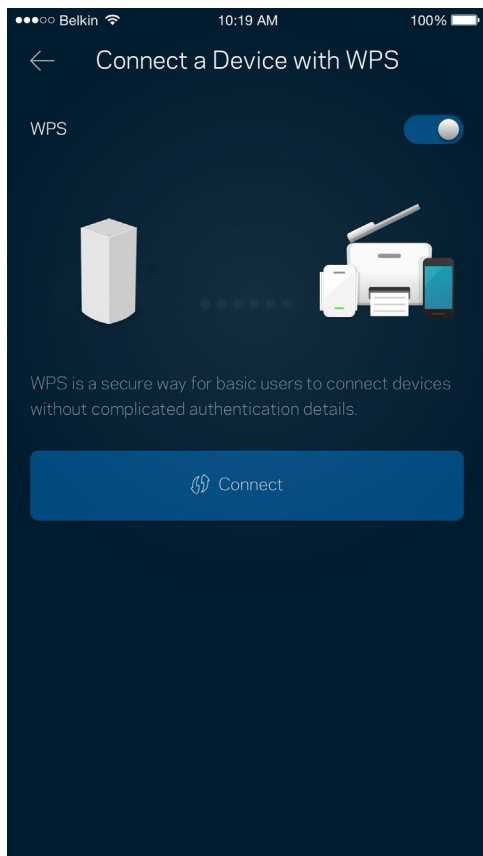 Belkin 10:19 AM 100%
Connect a Device with WPS
WPS
WPS is a secure way for basic users to connect devices
without complicated authentication details.
Connect